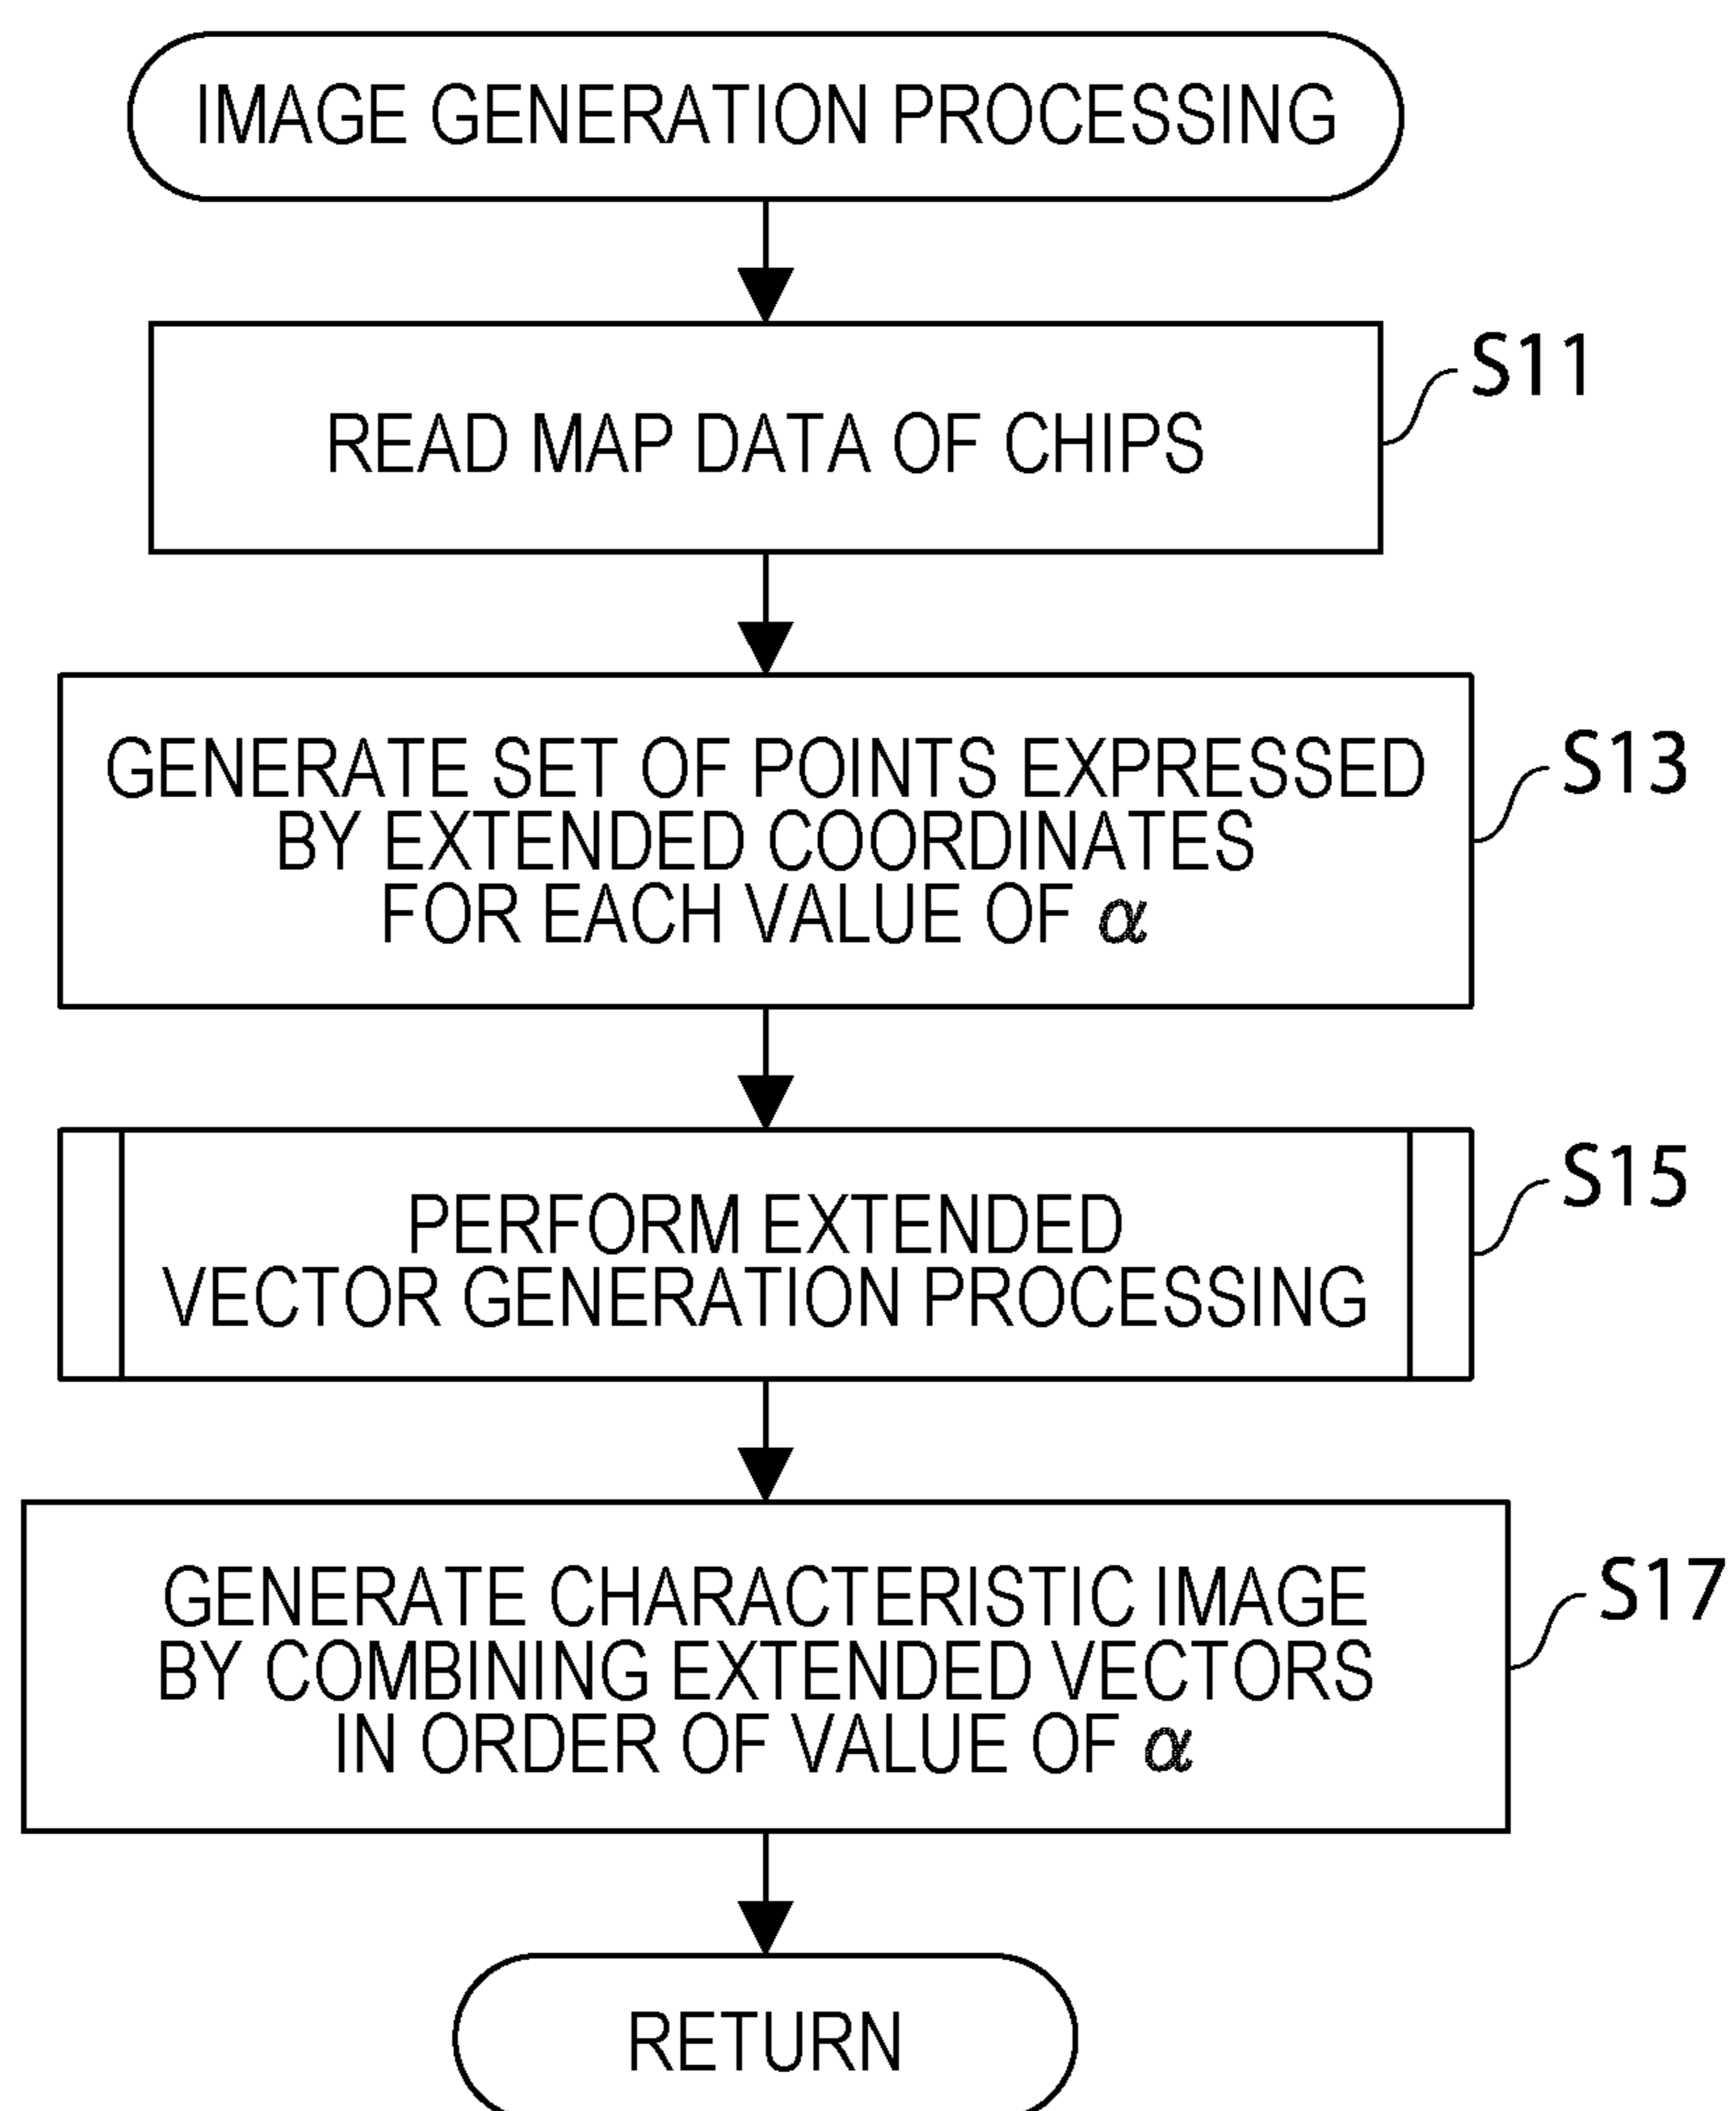 IMAGE GENERATION PROCESSING
S11
READ MAP DATA OF CHIPS
S13
GENERATE SET OF POINTS EXPRESSED
BY EXTENDED COORDINATES
FOR EACH VALUE OF α
S15
PERFORM EXTENDED
VECTOR GENERATION PROCESSING
S17
GENERATE CHARACTERISTIC IMAGE
BY COMBINING EXTENDED VECTORS
IN ORDER OF VALUE OF α
RETURN